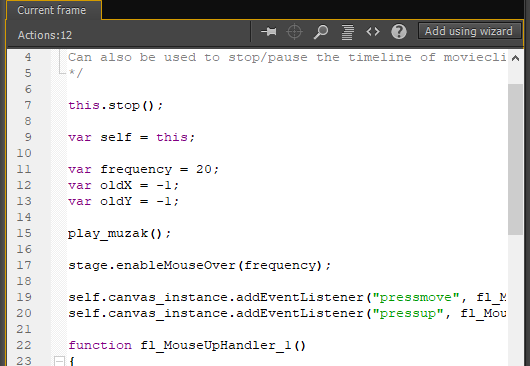 Current frame
Actions:12
Add using wizard
4 Can also be used to stop/pause the timeline of moviecli
5 */
6
7 this.stop();
8
9 var self = this;
10
11 var frequency = 20;
12 var oldX = -1;
13 var oldY = -1;
14
15 play_muzak();
16
17 stage.enableMouseOver(frequency);
18
19 self.canvas_instance.addEventListener("pressmove", fl_M
20 self.canvas_instance.addEventListener("pressup", fl_Mou
21
22 function fl_MouseUpHandler_1()
23 {